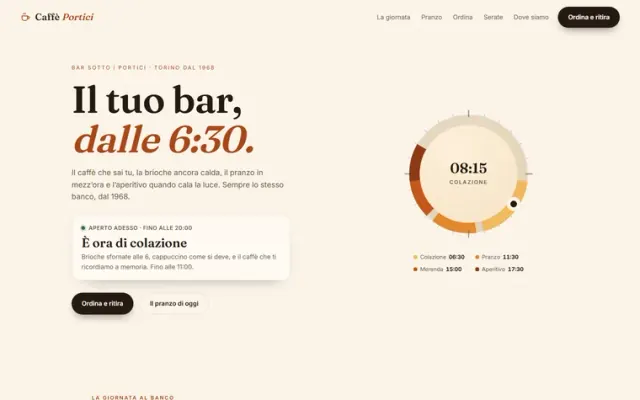 Caffè Portici
La giornata Pranzo Ordina Serate Dove siamo Ordina e ritira
BAR SOTTO I PORTICI · TORINO DAL 1968
Il tuo bar,
dalle 6:30.
Il caffè che sai tu, la brioche ancora calda, il pranzo in
mezz'ora e l'aperitivo quando cala la luce. Sempre lo stesso
banco, dal 1968.
APERTO ADESSO · FINO ALLE 20:00
È ora di colazione
Brioche sfornate alle 6, cappuccino come si deve, e il caffè che ti
ricordiamo a memoria. Fino alle 11:00.
Ordina e ritira Il pranzo di oggi
08:15
COLAZIONE
Colazione 06:30 Pranzo 11:30
Merenda 15:00 Aperitivo 17:30
LA GIORNATA AL BANCO